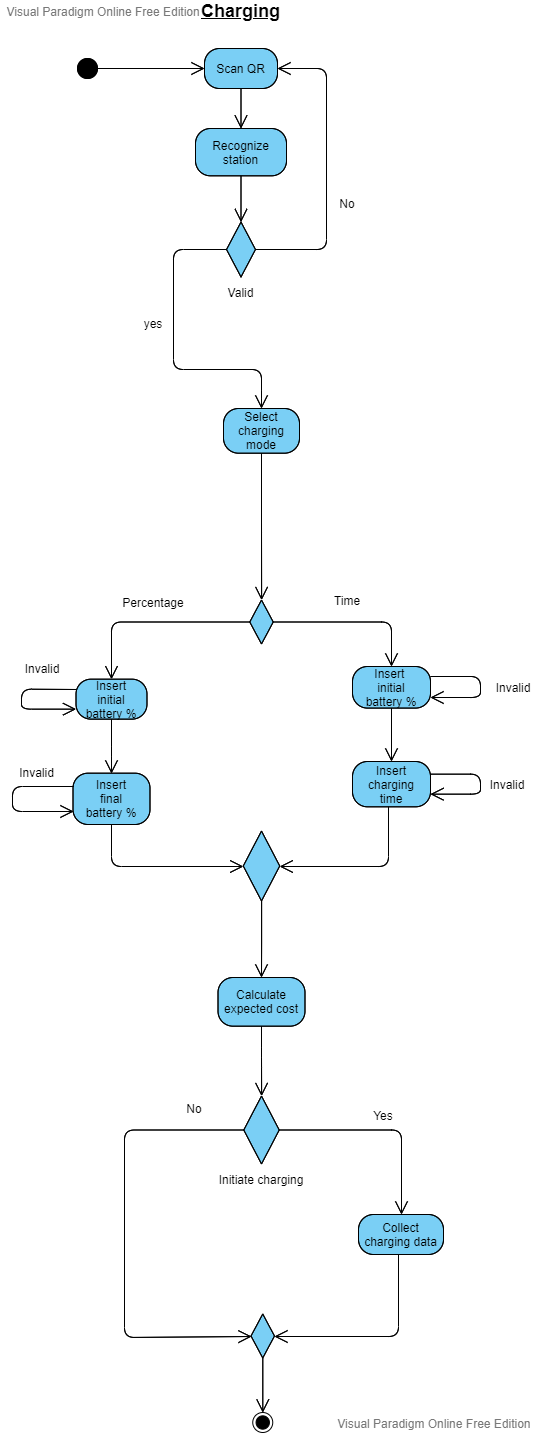 Visual Paradigm Online Free Edition
Charging
Scan QR
Recognize
station
No
Valid
yes
Select
charging
mode
Percentage
Time
Invalid
Insert
initial
battery %
Insert
initial
battery %
Invalid
Invalid
Insert
final
battery %
Insert
charging
time
Invalid
Calculate
expected cost
No
Yes
Initiate charging
Collect
charging data
Visual Paradigm Online Free Edition